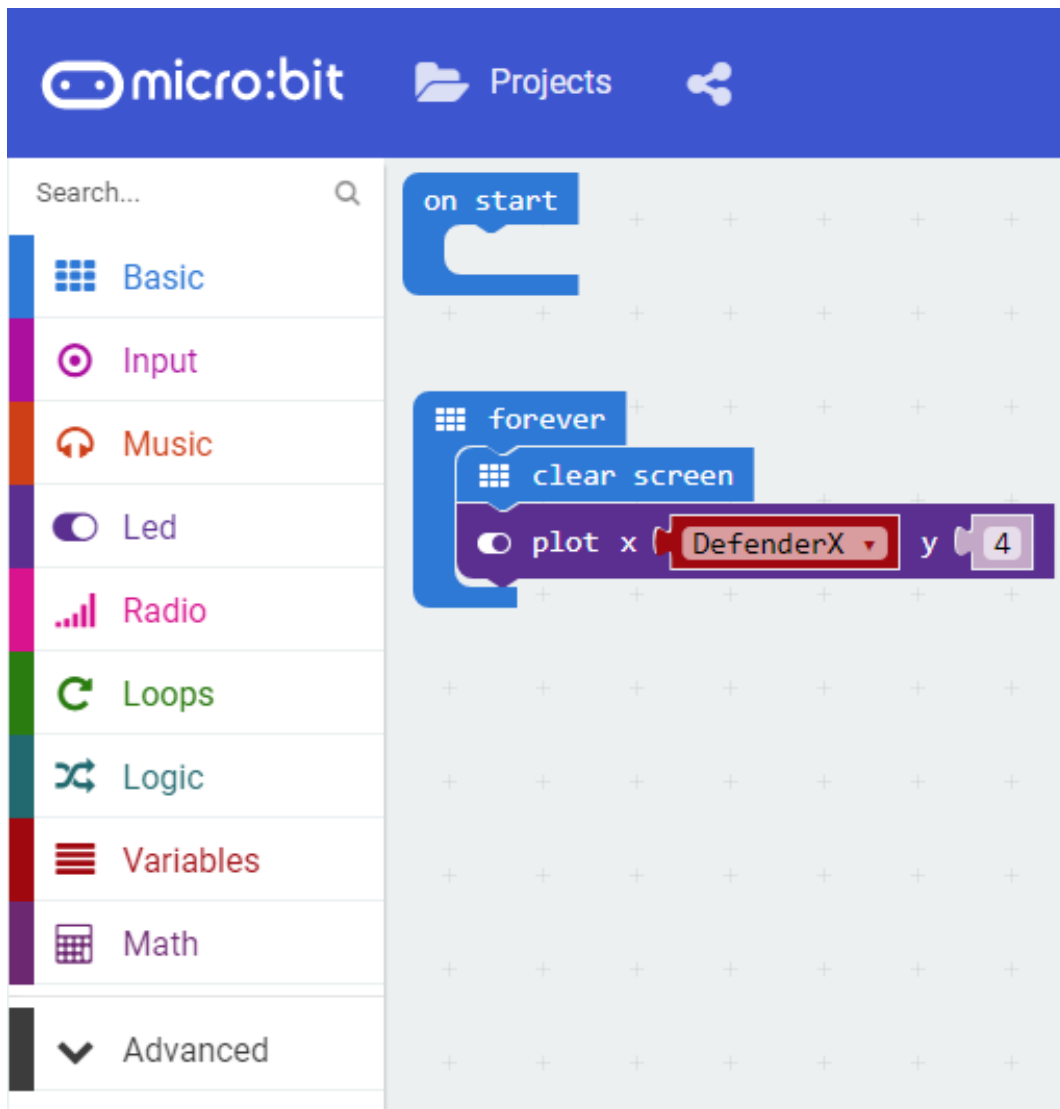 micro:bit Projects
Search...
Basic
Input
Music
Led
Radio
Loops
Logic
Variables
Math
Advanced
on start
forever
clear screen
plot x DefenderX y 4